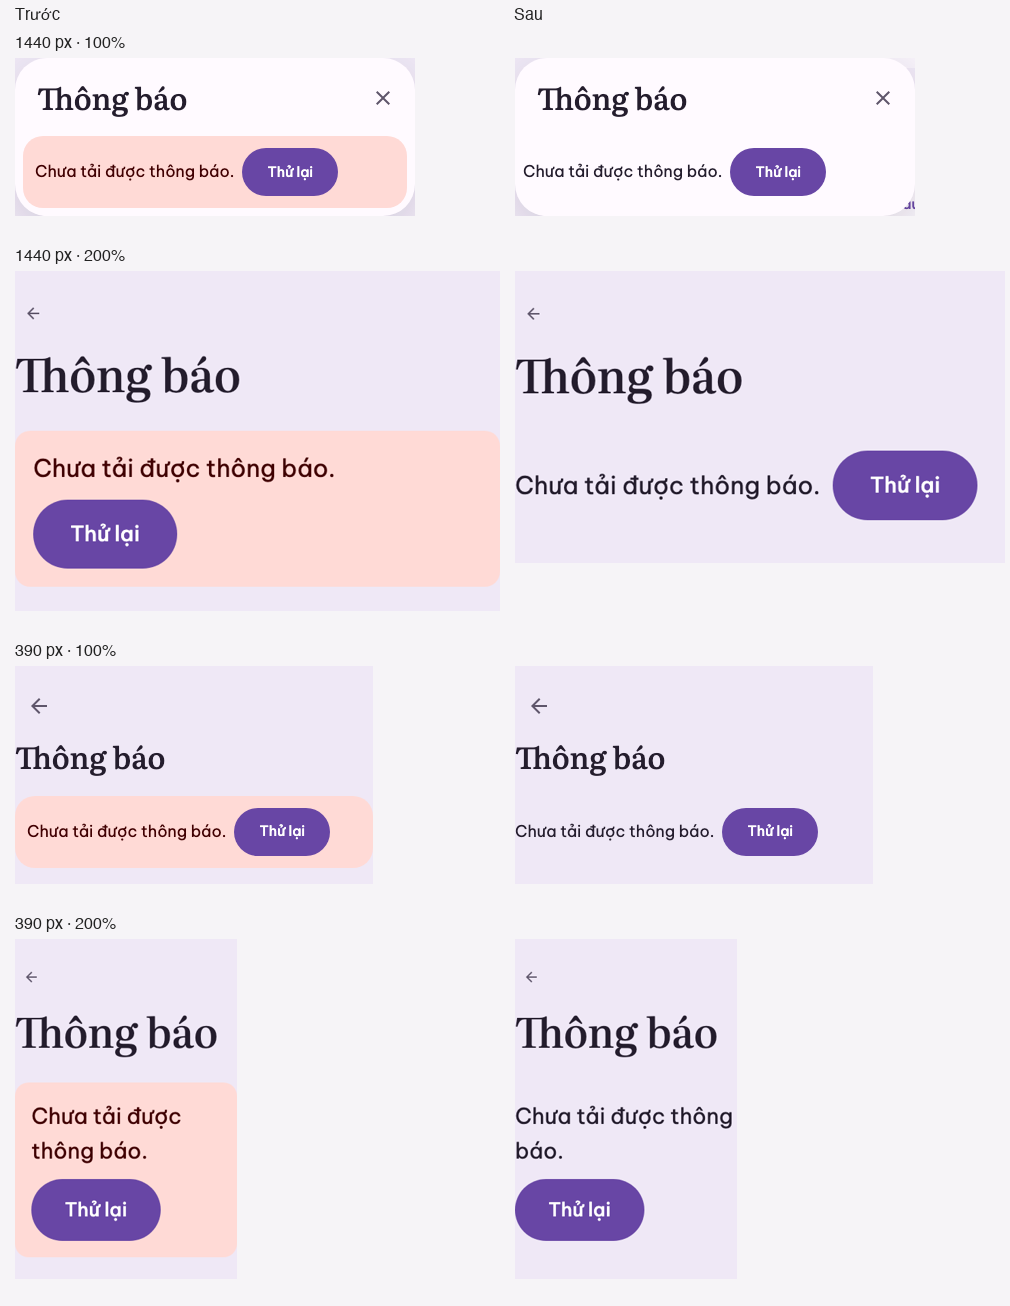 Trước
Sau
1440 px · 100%
Thông báo
Thông báo
Chưa tải được thông báo.
Thử lại
Chưa tải được thông báo.
Thử lại
1440 px · 200%
Thông báo
Thông báo
Chưa tải được thông báo.
Thử lại
Chưa tải được thông báo.
Thử lại
390 px · 100%
Thông báo
Thông báo
Chưa tải được thông báo.
Thử lại
Chưa tải được thông báo.
Thử lại
390 px · 200%
Thông báo
Thông báo
Chưa tải được
thông báo.
Thử lại
Chưa tải được thông
báo.
Thử lại